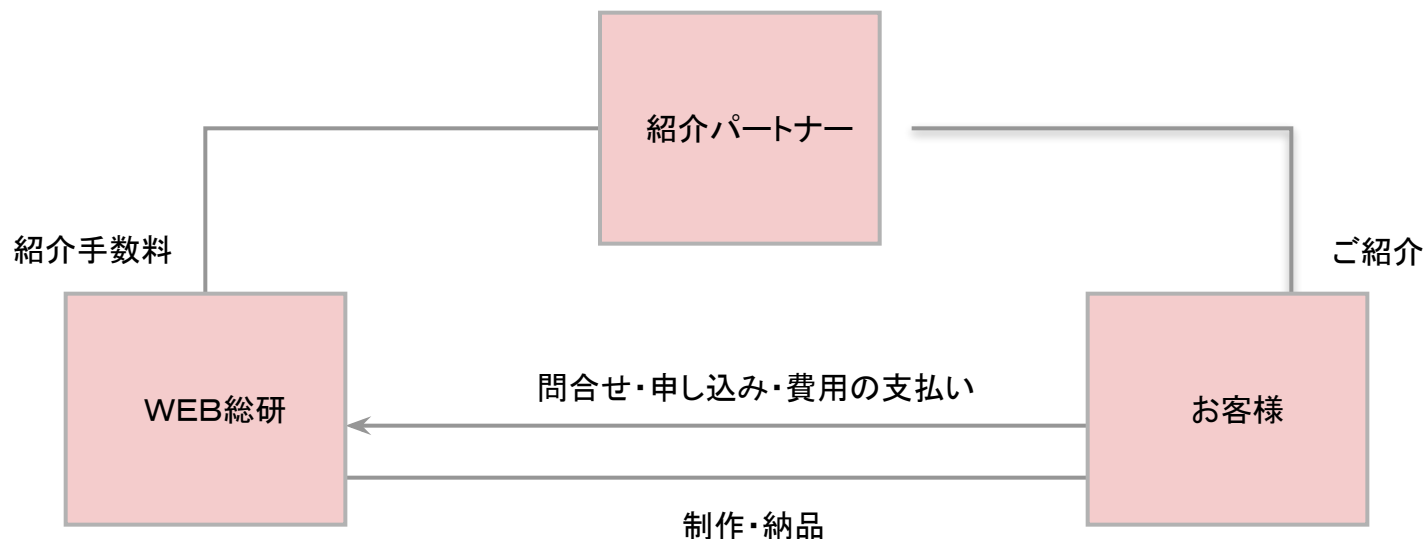 紹介パートナー
紹介手数料
ご紹介
問合せ・申し込み・費用の支払い
WEB総研
お客様
制作・納品